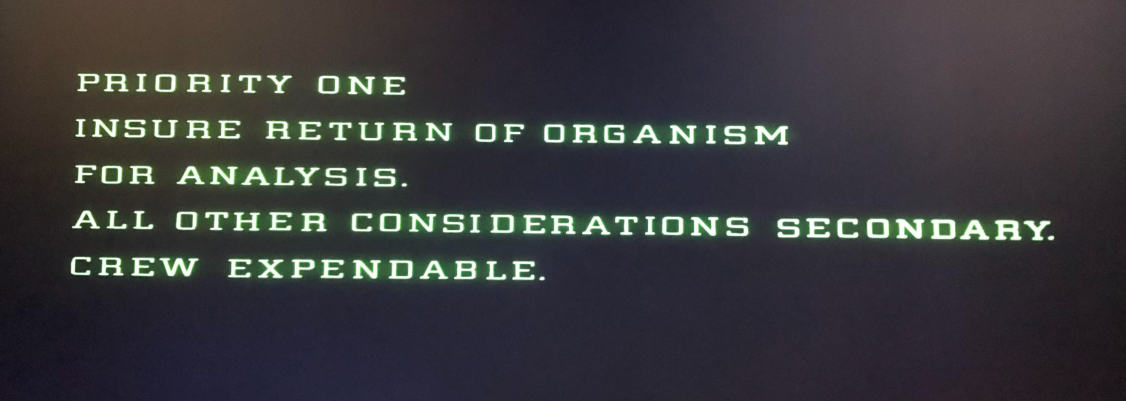 PRIORITY ONE
INSURE RETURN OF ORGANISM
FOR ANALYSIS.
ALL OTHER CONSIDERATIONS SECONDARY.
CREW EXPENDABLE.